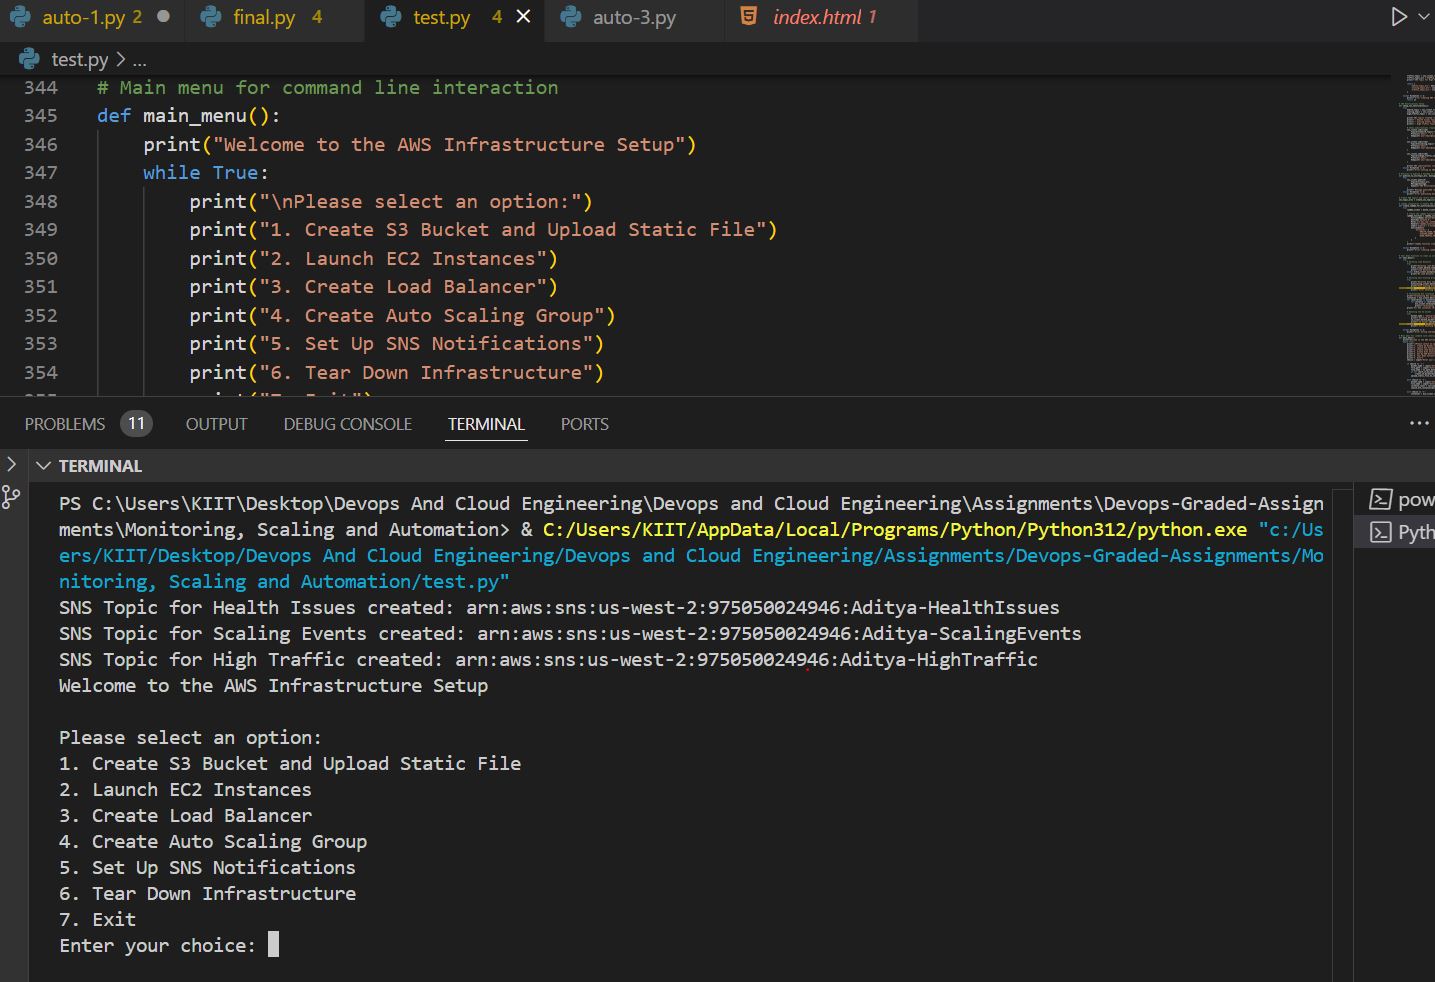 auto-1.py 2
final.py 4
test.py 4
auto-3.py
index.html 1
test.py > ...
344 # Main menu for command line interaction
345 def main_menu():
346 print("Welcome to the AWS Infrastructure Setup")
347 while True:
348 print("\nPlease select an option:")
349 print("1. Create S3 Bucket and Upload Static File")
350 print("2. Launch EC2 Instances")
351 print("3. Create Load Balancer")
352 print("4. Create Auto Scaling Group")
353 print("5. Set Up SNS Notifications")
354 print("6. Tear Down Infrastructure")
PROBLEMS 11 OUTPUT DEBUG CONSOLE TERMINAL PORTS ...
TERMINAL
PS C:\Users\KIIT\Desktop\Devops And Cloud Engineering\Devops and Cloud Engineering\Assignments\Devops-Graded-Assign
ments\Monitoring, Scaling and Automation> & C:/Users/KIIT/AppData/Local/Programs/Python/Python312/python.exe "c:/Us
ers/KIIT/Desktop/Devops And Cloud Engineering/Devops and Cloud Engineering/Assignments/Devops-Graded-Assignments/Mo
nitoring, Scaling and Automation/test.py"
SNS Topic for Health Issues created: arn:aws:sns:us-west-2:975050024946:Aditya-HealthIssues
SNS Topic for Scaling Events created: arn:aws:sns:us-west-2:975050024946:Aditya-ScalingEvents
SNS Topic for High Traffic created: arn:aws:sns:us-west-2:975050024946:Aditya-HighTraffic
Welcome to the AWS Infrastructure Setup
Please select an option:
1. Create S3 Bucket and Upload Static File
2. Launch EC2 Instances
3. Create Load Balancer
4. Create Auto Scaling Group
5. Set Up SNS Notifications
6. Tear Down Infrastructure
7. Exit
Enter your choice:
pow
Pyth